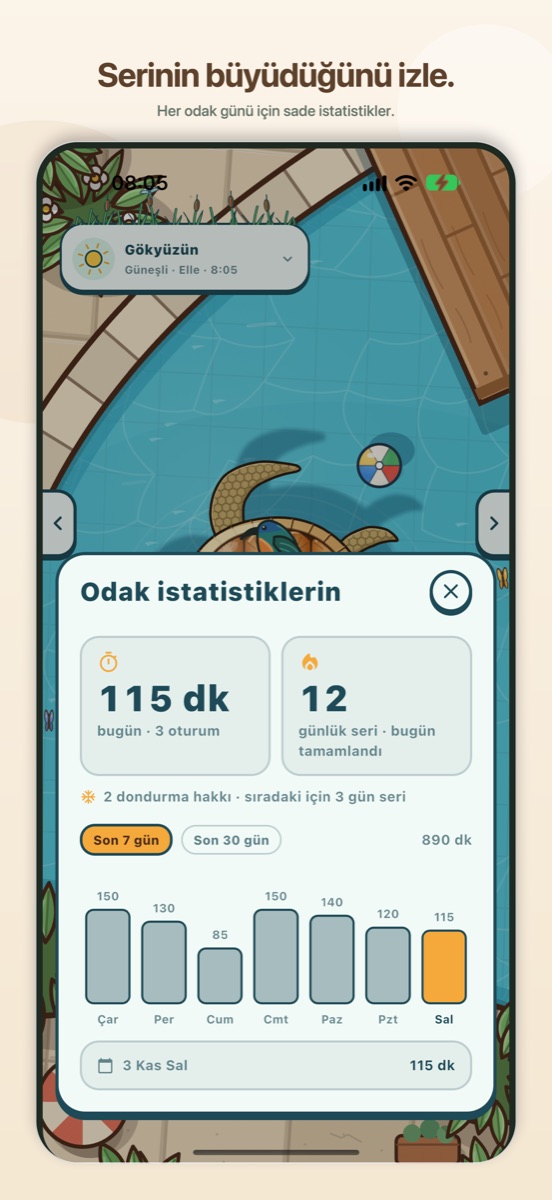 Serinin büyüdüğünü izle.
Her odak günü için sade istatistikler.
08:05
Gökyüzün
Güneşli · Elle · 8:05
Odak istatistiklerin
115 dk
bugün · 3 oturum
12
günlük seri · bugün
tamamlandı
2 dondurma hakkı · sıradaki için 3 gün seri
Son 7 gün
Son 30 gün
890 dk
150
130
85
150
140
120
115
Çar
Per
Cum
Cmt
Paz
Pzt
Sal
3 Kas Sal
115 dk